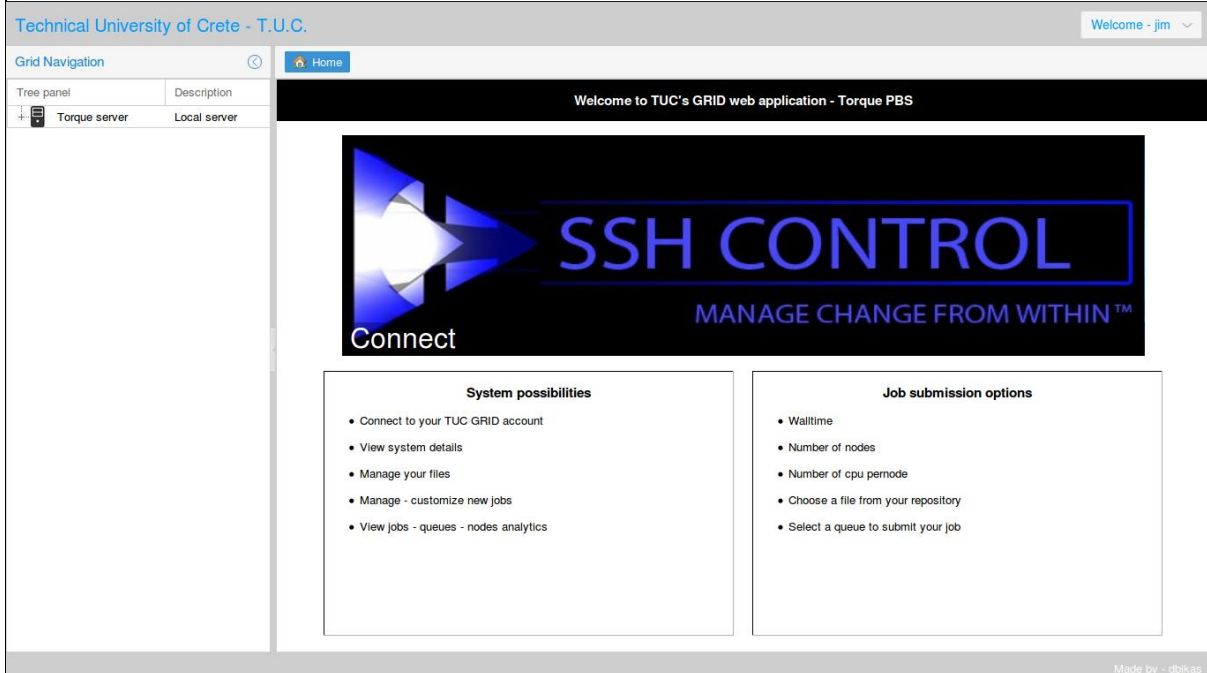 Technical University of Crete - T.U.C.
Welcome - jim
Grid Navigation
Home
Tree panel
Description
Torque server
Local server
Welcome to TUC's GRID web application - Torque PBS
SSH CONTROL
MANAGE CHANGE FROM WITHIN™
Connect
System possibilities
• Connect to your TUC GRID account
• View system details
• Manage your files
• Manage - customize new jobs
• View jobs - queues - nodes analytics
Job submission options
• Walltime
• Number of nodes
• Number of cpu pernode
• Choose a file from your repository
• Select a queue to submit your job
Made by - dbikas